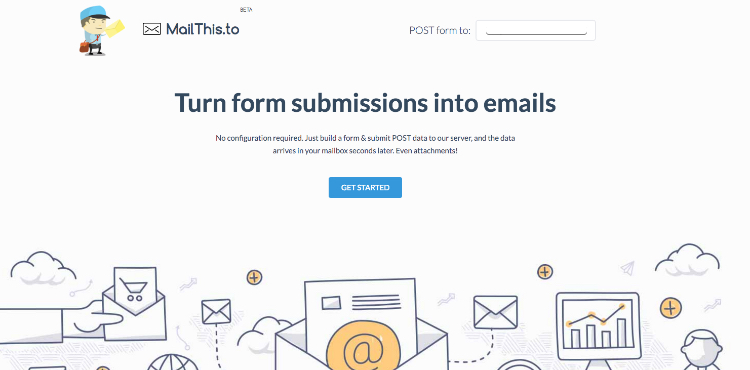 BETA
MailThis.to
POST form to:
Turn form submissions into emails
No configuration required. Just build a form & submit POST data to our server, and the data
arrives in your mailbox seconds later. Even attachments!
GET STARTED
@